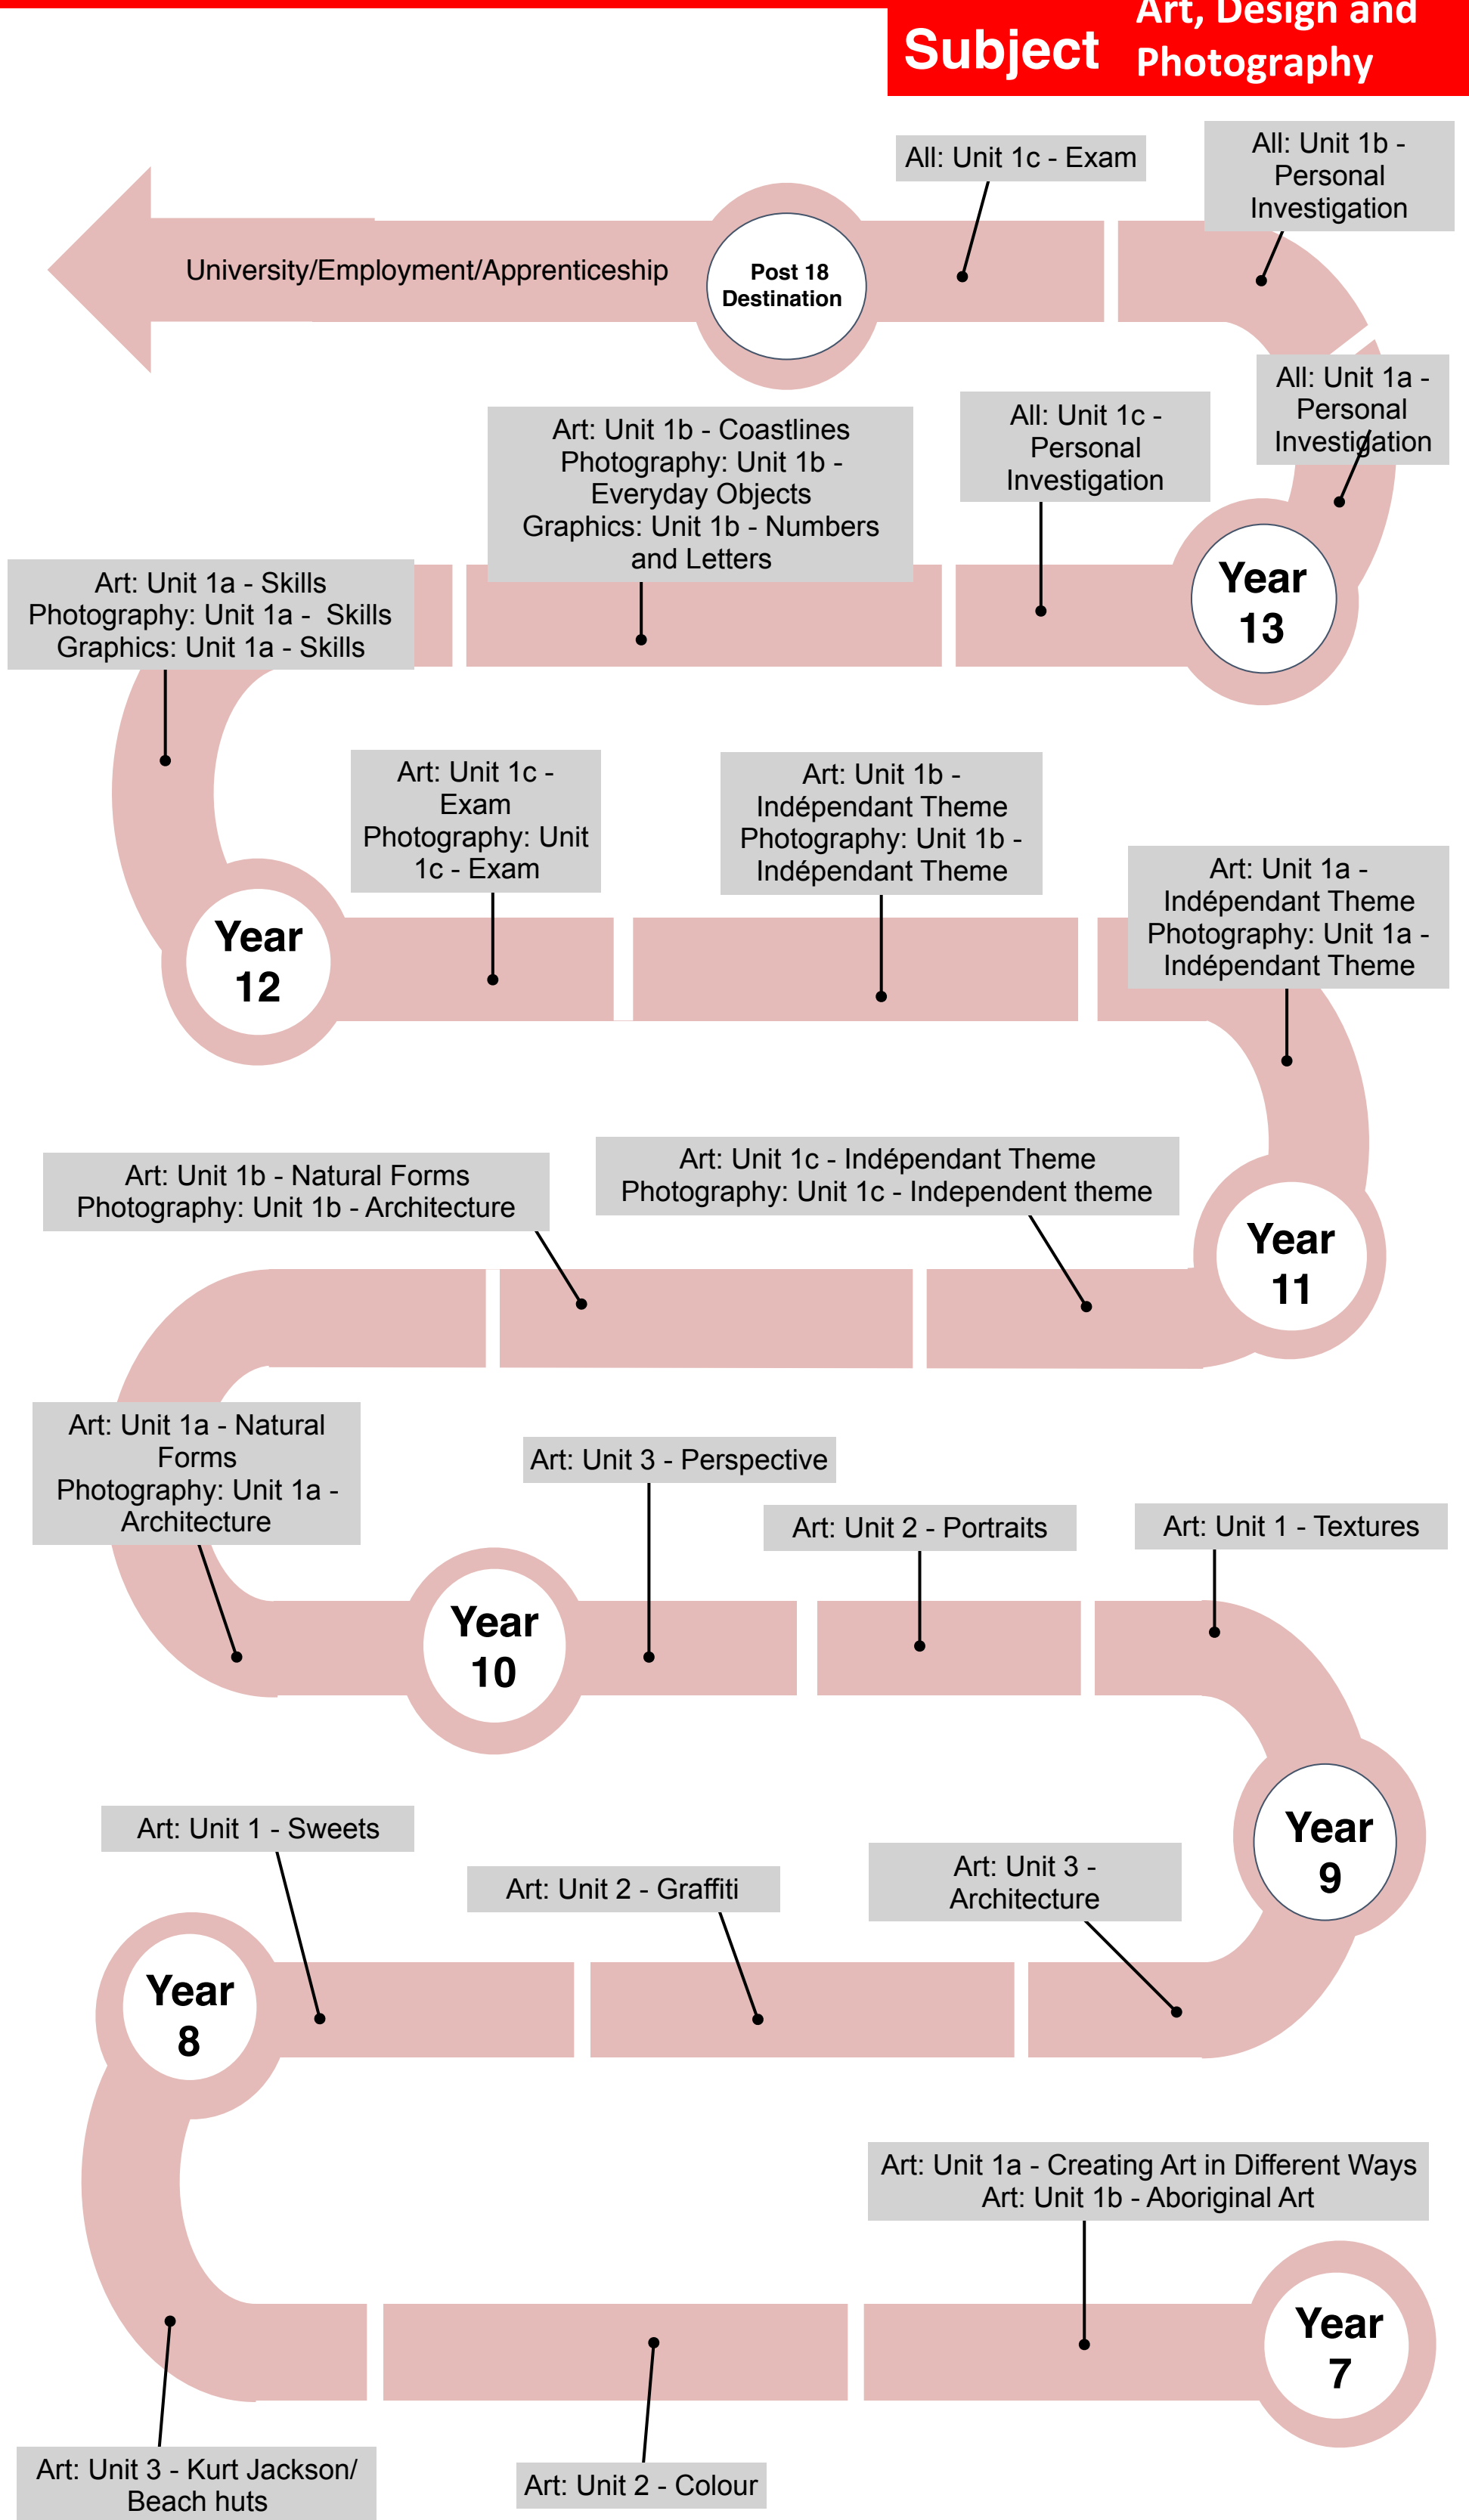 Subject
Art, Design and
Photography
All: Unit 1c - Exam
All: Unit 1b -
Personal
Investigation
University/Employment/Apprenticeship
Post 18
Destination
All: Unit 1a -
Personal
Investigation
All: Unit 1c -
Personal
Investigation
Art: Unit 1b - Coastlines
Photography: Unit 1b -
Everyday Objects
Graphics: Unit 1b - Numbers
and Letters
Art: Unit 1a - Skills
Photography: Unit 1a -  Skills
Graphics: Unit 1a - Skills
Year
13
Art: Unit 1c -
Exam
Photography: Unit
1c - Exam
Art: Unit 1b -
Indépendant Theme
Photography: Unit 1b -
Indépendant Theme
Art: Unit 1a -
Indépendant Theme
Photography: Unit 1a -
Indépendant Theme
Year
12
Art: Unit 1b - Natural Forms
Photography: Unit 1b - Architecture
Art: Unit 1c - Indépendant Theme
Photography: Unit 1c - Independent theme
Year
11
Art: Unit 1a - Natural
Forms
Photography: Unit 1a -
Architecture
Art: Unit 3 - Perspective
Art: Unit 2 - Portraits
Art: Unit 1 - Textures
Year
10
Year
9
Art: Unit 1 - Sweets
Art: Unit 2 - Graffiti
Art: Unit 3 -
Architecture
Year
8
Art: Unit 1a - Creating Art in Different Ways
Art: Unit 1b - Aboriginal Art
Year
7
Art: Unit 3 - Kurt Jackson/
Beach huts
Art: Unit 2 - Colour